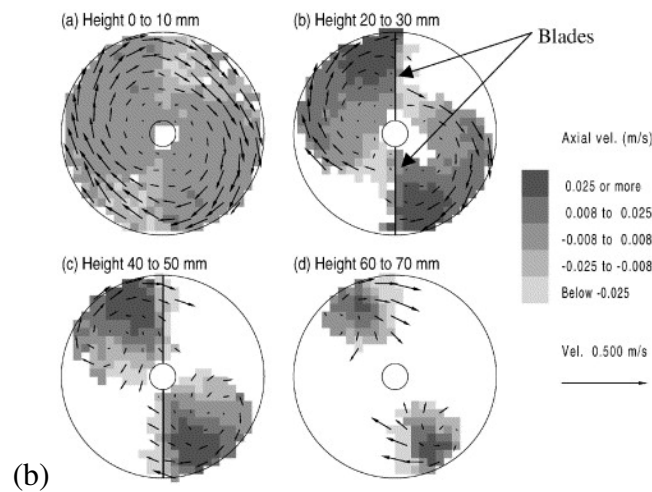 (a) Height 0 to 10 mm
(b) Height 20 to 30 mm
Blades
Axial vel. (m/s)
0.025 or more
0.008 to 0.025
-0.008 to 0.008
-0.025 to -0.008
Below -0.025
(c) Height 40 to 50 mm
(d) Height 60 to 70 mm
Vel. 0.500 m/s
(b)